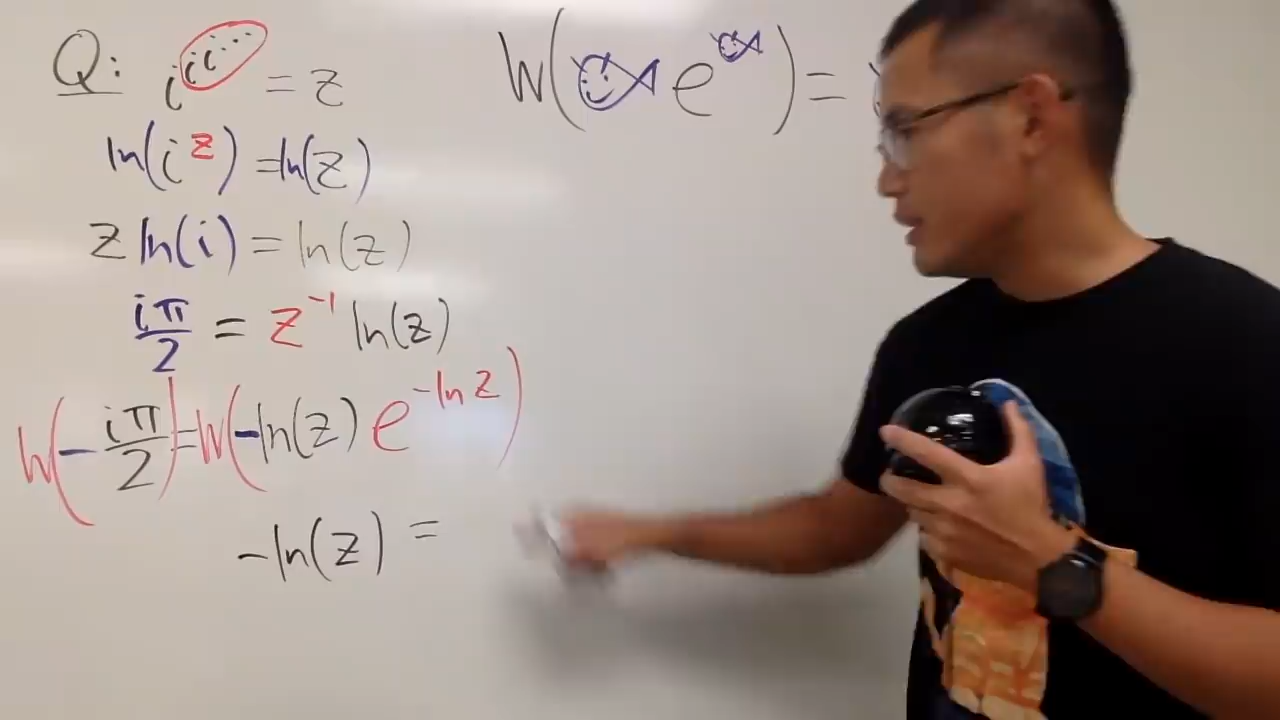 Q: i^{i^{i^{...}}} = z
ln(i^z) = ln(z)
z ln(i) = ln(z)
iπ/2 = z^{-1} ln(z)
W(-iπ/2) = W(-ln(z) e^{-ln z})
-ln(z) =
W( e ) =